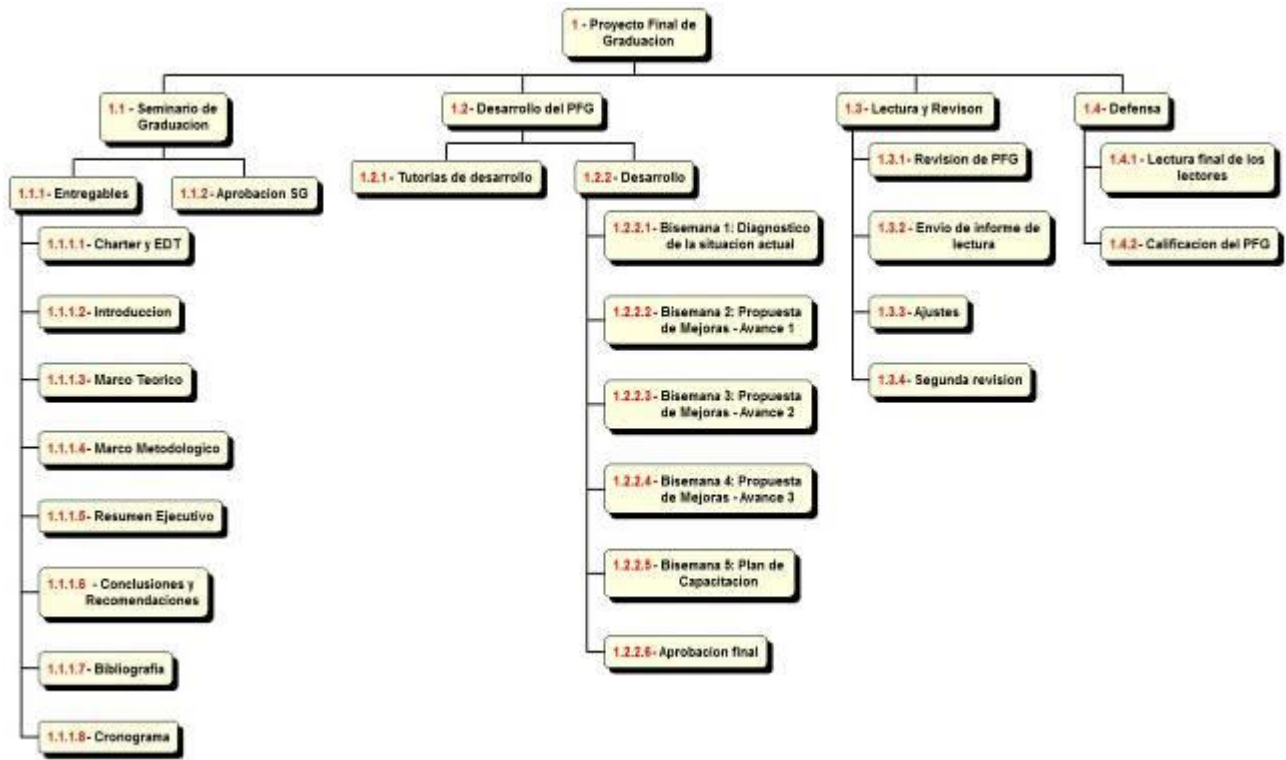 1 - Proyecto Final de
Graduacion
1.1 - Seminario de
Graduacion
1.1.1- Entregables
1.1.1.1 - Charter y EDT
1.1.1.2- Introduccion
1.1.1.3- Marco Teorico
1.1.1.4- Marco Metodologico
1.1.1.5- Resumen Ejecutivo
1.1.1.6 - Conclusiones y
Recomendaciones
1.1.1.7- Bibliografia
1.1.1.8- Cronograma
1.1.2- Aprobacion SG
1.2- Desarrollo del PFG
1.2.1 - Tutorias de desarrollo
1.2.2 - Desarrollo
1.2.2.1- Bisemana 1: Diagnostico
de la situacion actual
1.2.2.2- Bisemana 2: Propuesta
de Mejoras - Avance 1
1.2.2.3- Bisemana 3: Propuesta
de Mejoras - Avance 2
1.2.2.4- Bisemana 4: Propuesta
de Mejoras - Avance 3
1.2.2.5- Bisemana 5: Plan de
Capacitacion
1.2.2.6- Aprobacion final
1.3- Lectura y Revison
1.3.1- Revision de PFG
1.3.2- Envio de informe de
lectura
1.3.3- Ajustes
1.3.4- Segunda revision
1.4- Defensa
1.4.1 - Lectura final de los
lectores
1.4.2- Calificacion del PFG